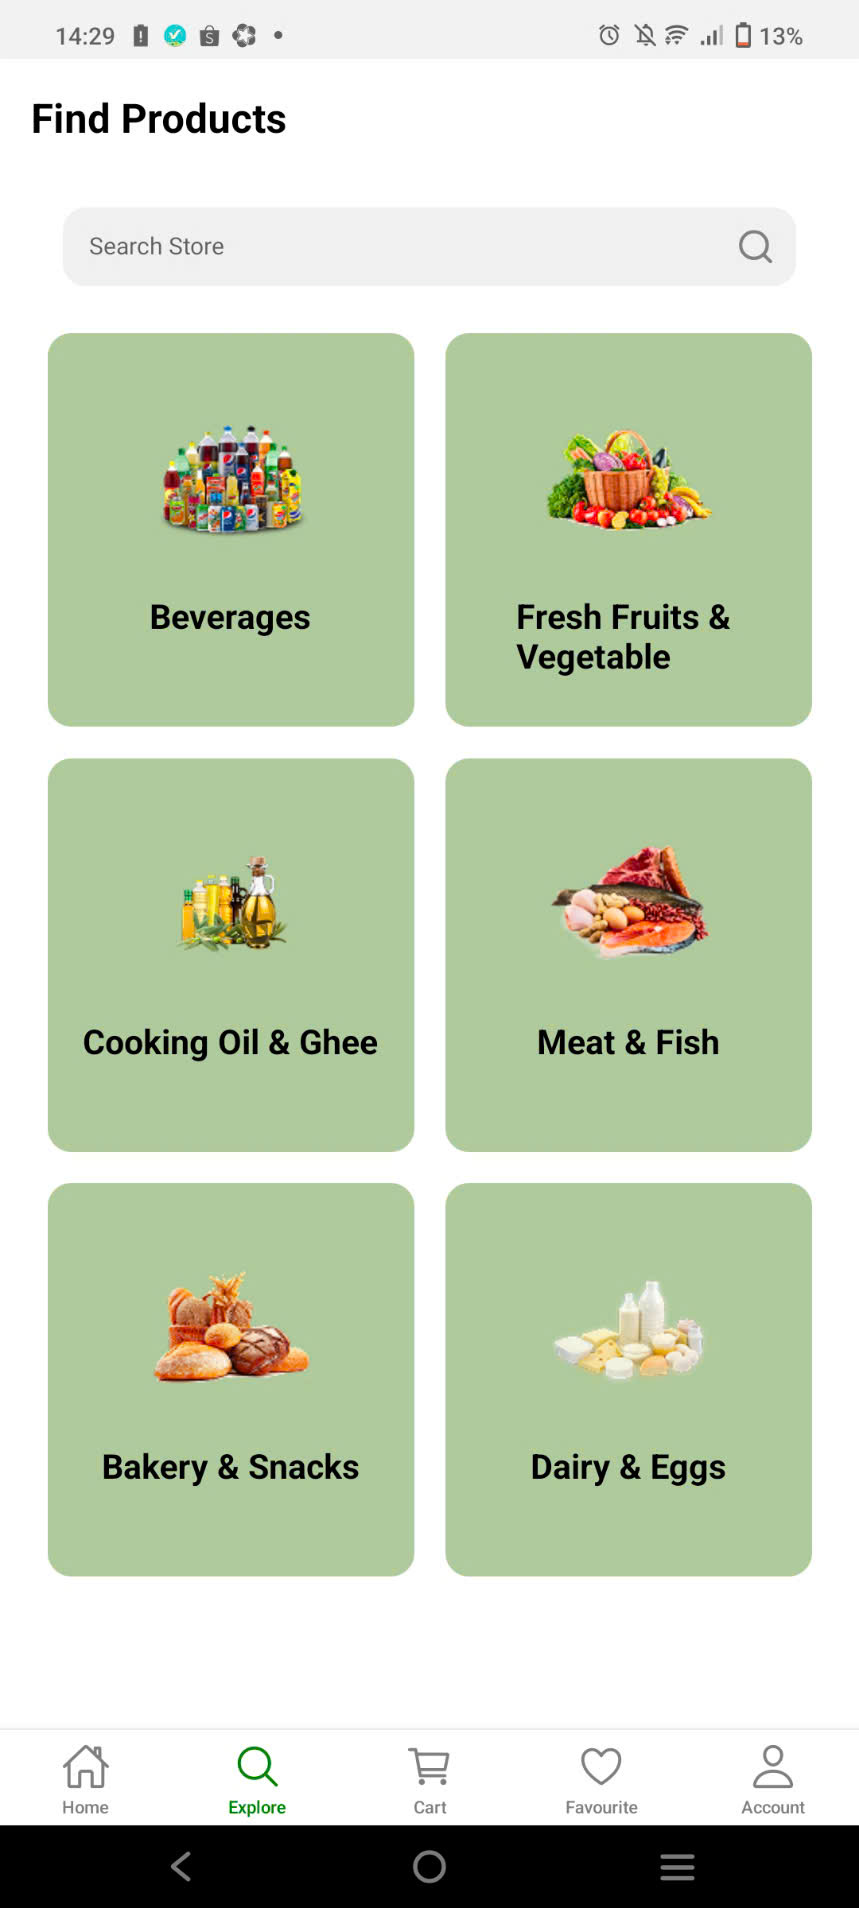 14:29
13%
Find Products
Search Store
Beverages
Fresh Fruits &
Vegetable
Cooking Oil & Ghee
Meat & Fish
Bakery & Snacks
Dairy & Eggs
Home
Explore
Cart
Favourite
Account